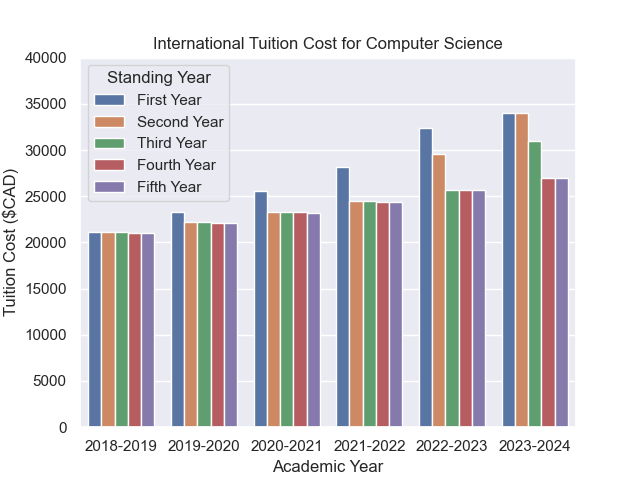 International Tuition Cost for Computer Science
Standing Year
First Year
Second Year
Third Year
Fourth Year
Fifth Year
Tuition Cost ($CAD)
40000
35000
30000
25000
20000
15000
10000
5000
0
2018-2019 2019-2020 2020-2021 2021-2022 2022-2023 2023-2024
Academic Year